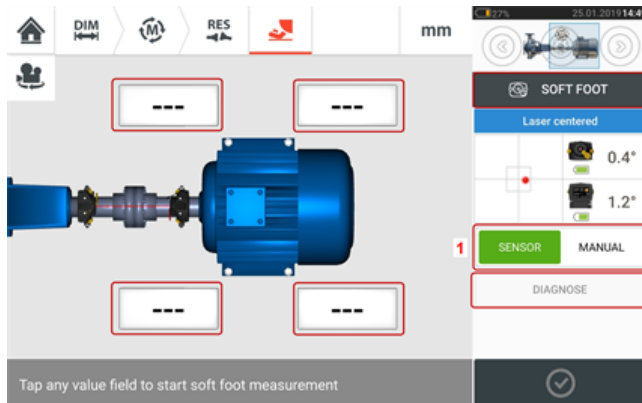 DIM
M
RES
mm
27%
25.01.2019 14:4
SOFT FOOT
Laser centered
0.4°
1.2°
---
---
1
SENSOR
MANUAL
DIAGNOSE
---
---
Tap any value field to start soft foot measurement